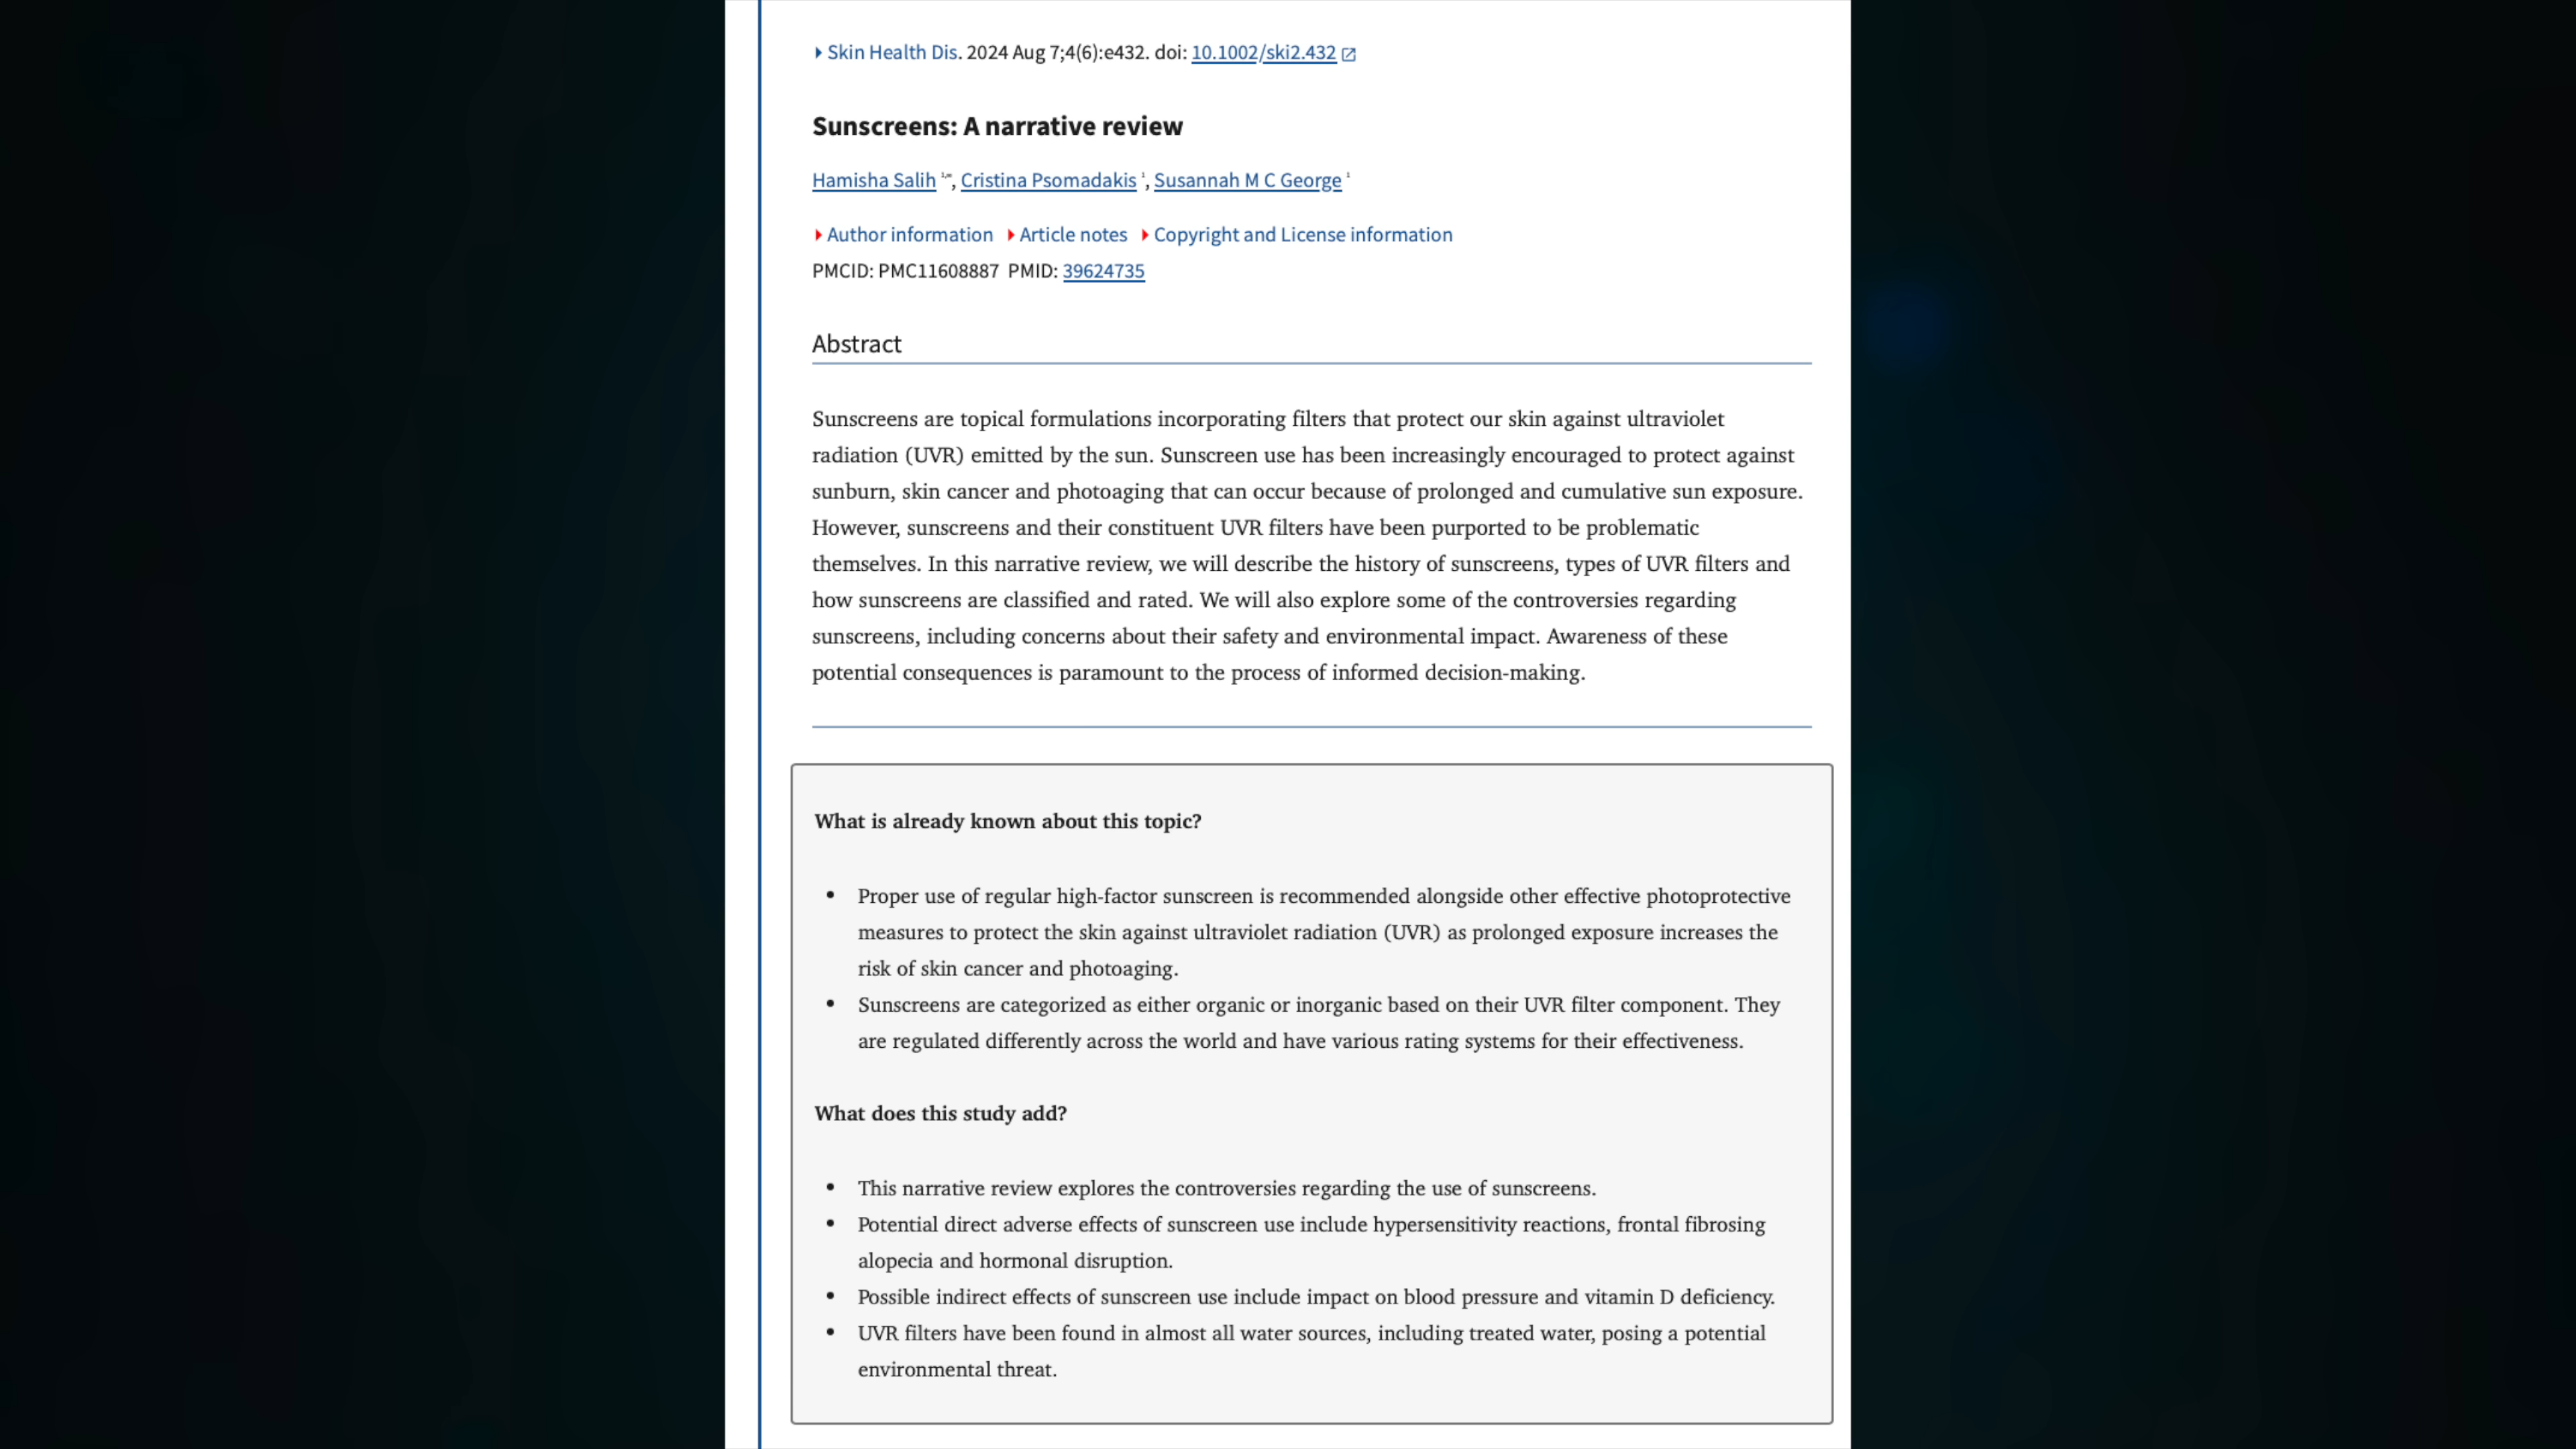 Skin Health Dis. 2024 Aug 7;4(6):e432. doi: 10.1002/ski2.432
Sunscreens: A narrative review
Hamisha Salih 1,✉, Cristina Psomadakis 1, Susannah M C George 1
Author information Article notes Copyright and License information
PMCID: PMC11608887 PMID: 39624735
Abstract
Sunscreens are topical formulations incorporating filters that protect our skin against ultraviolet
radiation (UVR) emitted by the sun. Sunscreen use has been increasingly encouraged to protect against
sunburn, skin cancer and photoaging that can occur because of prolonged and cumulative sun exposure.
However, sunscreens and their constituent UVR filters have been purported to be problematic
themselves. In this narrative review, we will describe the history of sunscreens, types of UVR filters and
how sunscreens are classified and rated. We will also explore some of the controversies regarding
sunscreens, including concerns about their safety and environmental impact. Awareness of these
potential consequences is paramount to the process of informed decision-making.
What is already known about this topic?
• Proper use of regular high-factor sunscreen is recommended alongside other effective photoprotective
measures to protect the skin against ultraviolet radiation (UVR) as prolonged exposure increases the
risk of skin cancer and photoaging.
• Sunscreens are categorized as either organic or inorganic based on their UVR filter component. They
are regulated differently across the world and have various rating systems for their effectiveness.
What does this study add?
• This narrative review explores the controversies regarding the use of sunscreens.
• Potential direct adverse effects of sunscreen use include hypersensitivity reactions, frontal fibrosing
alopecia and hormonal disruption.
• Possible indirect effects of sunscreen use include impact on blood pressure and vitamin D deficiency.
• UVR filters have been found in almost all water sources, including treated water, posing a potential
environmental threat.